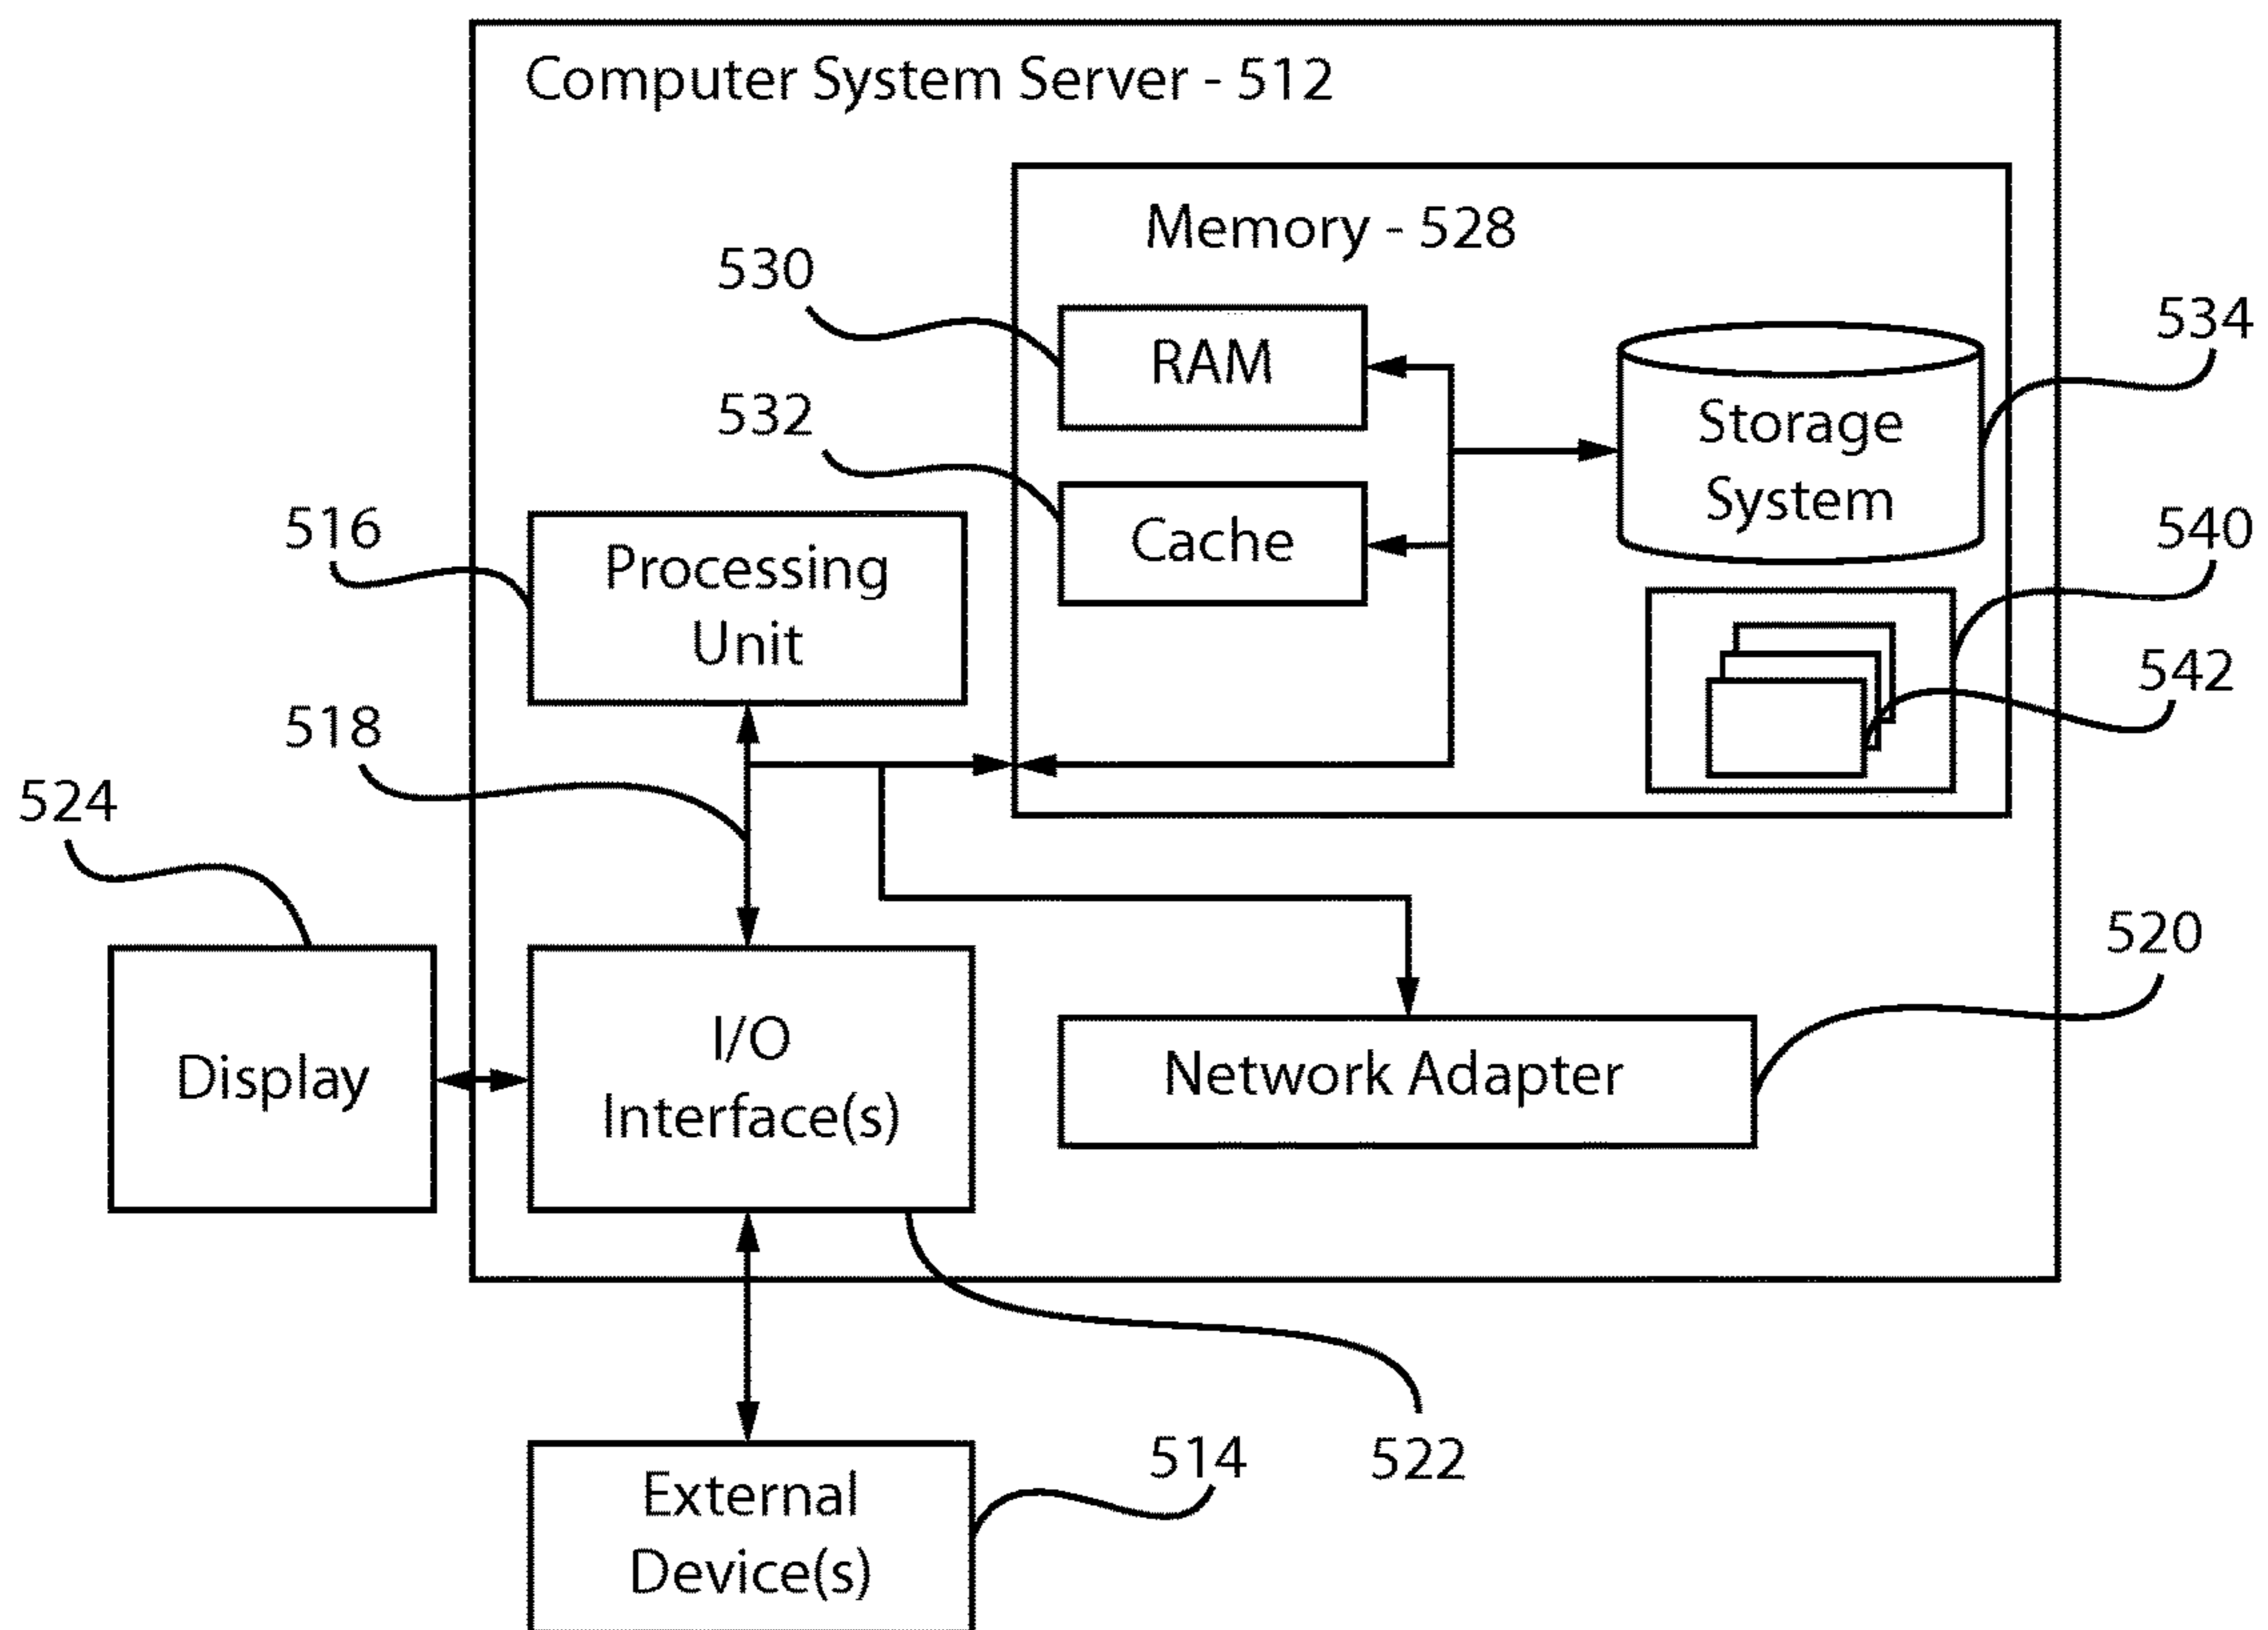 Computer System Server - 512
Memory - 528
530
RAM
534
532
Storage
System
Cache
516
Processing
Unit
540
542
518
524
520
Display
I/O
Interface(s)
Network Adapter
514
522
External
Device(s)